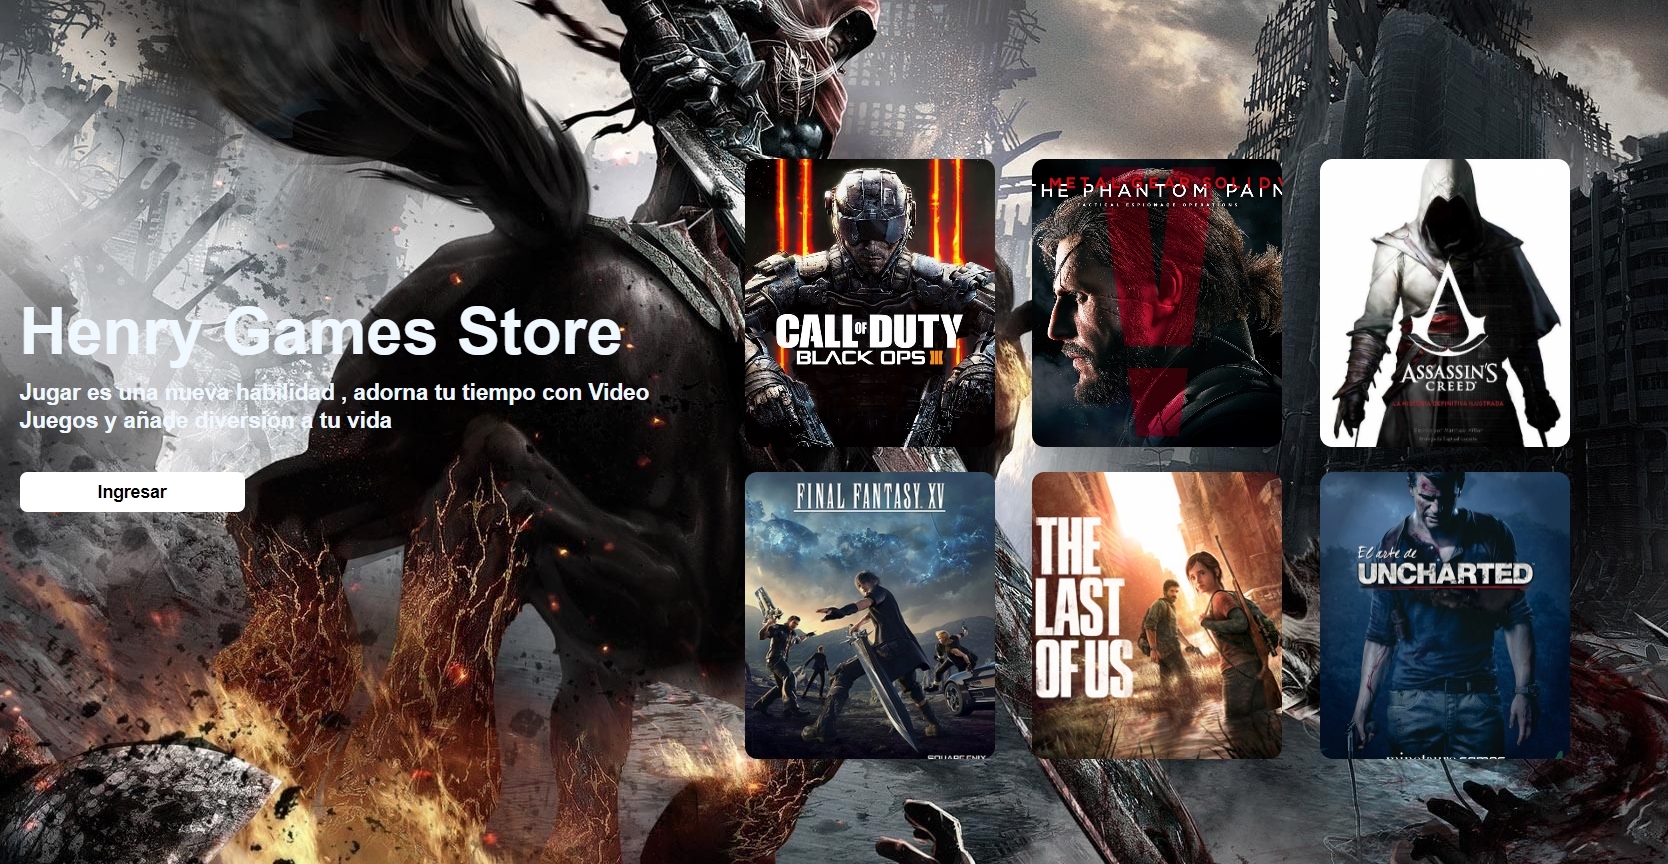 Henry Games Store
Jugar es una nueva habilidad , adorna tu tiempo con Video
Juegos y añade diversión a tu vida
Ingresar
CALL OF DUTY
BLACK OPS III
METAL GEAR SOLID V
THE PHANTOM PAIN
TACTICAL ESPIONAGE OPERATIONS
ASSASSIN'S
CREED
LA HISTORIA DEFINITIVA ILUSTRADA
FINAL FANTASY XV
SQUARE ENIX
THE
LAST
OF US
El arte de
UNCHARTED